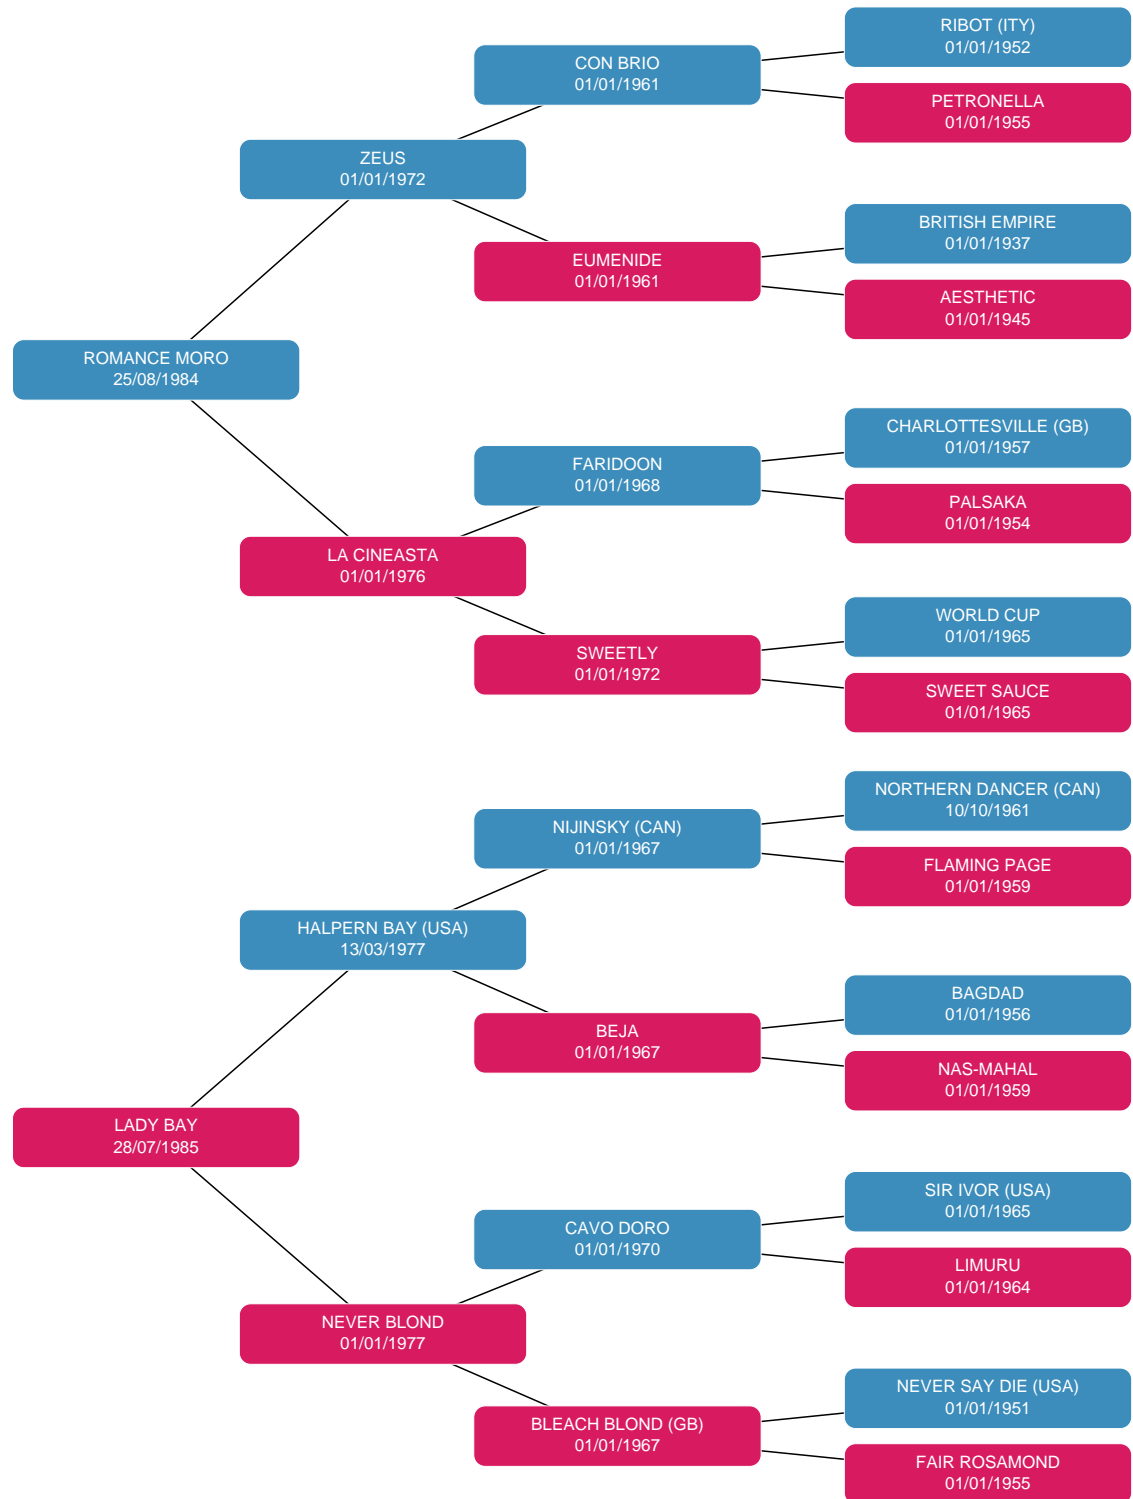 RIBOT (ITY)
01/01/1952
CON BRIO
01/01/1961
PETRONELLA
01/01/1955
ZEUS
01/01/1972
BRITISH EMPIRE
01/01/1937
EUMENIDE
01/01/1961
AESTHETIC
01/01/1945
ROMANCE MORO
25/08/1984
CHARLOTTESVILLE (GB)
01/01/1957
FARIDOON
01/01/1968
PALSAKA
01/01/1954
LA CINEASTA
01/01/1976
WORLD CUP
01/01/1965
SWEETLY
01/01/1972
SWEET SAUCE
01/01/1965
NORTHERN DANCER (CAN)
10/10/1961
NIJINSKY (CAN)
01/01/1967
FLAMING PAGE
01/01/1959
HALPERN BAY (USA)
13/03/1977
BAGDAD
01/01/1956
BEJA
01/01/1967
NAS-MAHAL
01/01/1959
LADY BAY
28/07/1985
SIR IVOR (USA)
01/01/1965
CAVO DORO
01/01/1970
LIMURU
01/01/1964
NEVER BLOND
01/01/1977
NEVER SAY DIE (USA)
01/01/1951
BLEACH BLOND (GB)
01/01/1967
FAIR ROSAMOND
01/01/1955